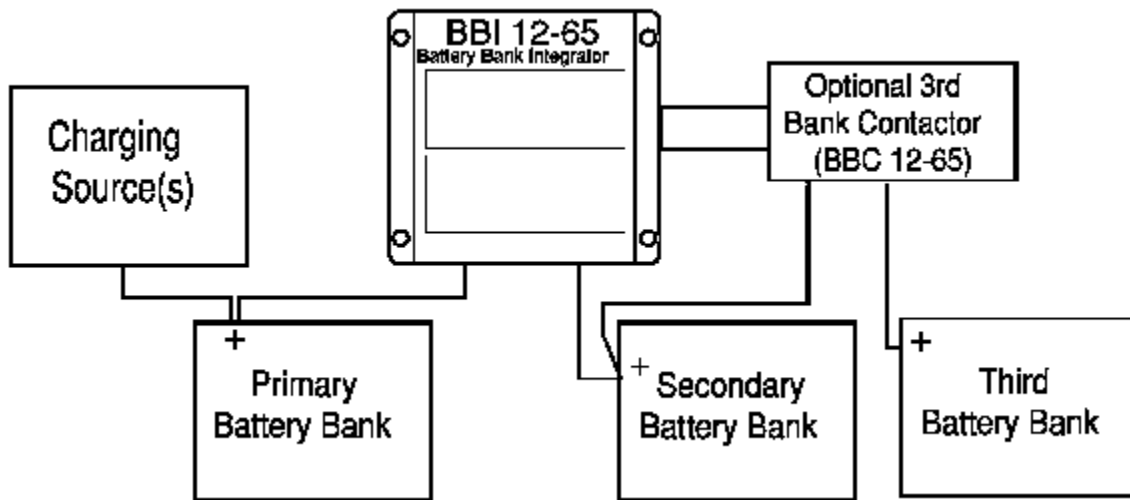 BBI 12-65
Battery Bank Integrator
Charging
Source(s)
Optional 3rd
Bank Contactor
(BBC 12-65)
+
Primary
Battery Bank
+
Secondary
Battery Bank
+
Third
Battery Bank